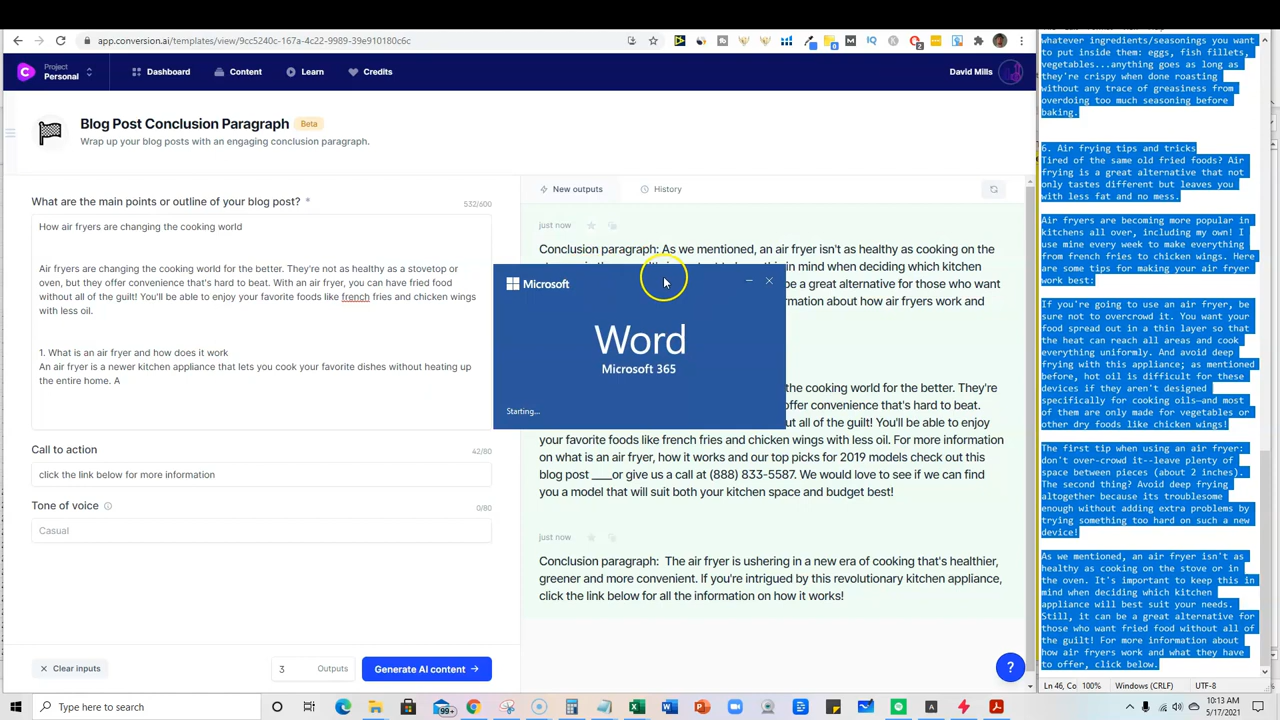 app.conversion.ai/templates/view/9cc5240c-167a-4c22-9989-39e910180c6c
Project
Personal
Dashboard
Content
Learn
Credits
David Mills
Blog Post Conclusion Paragraph
Beta
Wrap up your blog posts with an engaging conclusion paragraph.
What are the main points or outline of your blog post? *
532/600
How air fryers are changing the cooking world
Air fryers are changing the cooking world for the better. They're not as healthy as a stovetop or
oven, but they offer convenience that's hard to beat. With an air fryer,you can have fried food
without all of the guilt! You'll be able to enjoy your favorite foods like french fries and chicken wings
with less oil.
1. What is an air fryer and how does it work
An air fryer is a newer kitchen appliance that lets you cook your favorite dishes without heating up
the entire home. A
Call to action
42/80
click the link below for more information
Tone of voice
0/80
Casual
Clear inputs
3
Outputs
Generate AI content
New outputs
History
just now
Conclusion paragraph: As we mentioned, an air fryer isn't as healthy as cooking on the
in mind when deciding which kitchen
be a great alternative for those who want
information about how air fryers work and
Microsoft
Word
Microsoft 365
Starting...
the cooking world for the better. They're
offer convenience that's hard to beat.
all of the guilt! You'll be able to enjoy
your favorite foods like french fries and chicken wings with less oil. For more information
on what is an air fryer, how it works and our top picks for 2019 models check out this
blog post ___or give us a call at (888) 833-5587. We would love to see if we can find
you a model that will suit both your kitchen space and budget best!
just now
Conclusion paragraph: The air fryer is ushering in a new era of cooking that's healthier,
greener and more convenient. If you're intrigued by this revolutionary kitchen appliance,
click the link below for all the information on how it works!
?
whatever ingredients/seasonings you want
to put inside them: eggs, fish fillets,
vegetables...anything goes as long as
they're crispy when done roasting
without any trace of greasiness from
overdoing too much seasoning before
baking.
6. Air frying tips and tricks
Tired of the same old fried foods? Air
frying is a great alternative that not
only tastes different but leaves you
with less fat and no mess.
Air fryers are becoming more popular in
kitchens all over, including my own! I
use mine every week to make everything
from french fries to chicken wings. Here
are some tips for making your air fryer
work best:
If you're going to use an air fryer, be
sure not to overcrowd it. You want your
food spread out in a thin layer so that
the heat can reach all areas and cook
everything uniformly. And avoid deep
frying with this appliance; as mentioned
before, hot oil is difficult for these
devices if they aren't designed
specifically for cooking oils—and most
of them are only made for vegetables or
other dry foods like chicken wings!
The first tip when using an air fryer:
don't over-crowd it--leave plenty of
space between pieces (about 2 inches).
The second thing? Avoid deep frying
altogether because its troublesome
enough without adding extra problems by
trying something too hard on such a new
device!
As we mentioned, an air fryer isn't as
healthy as cooking on the stove or in
the oven. It's important to keep this in
mind when deciding which kitchen
appliance will best suit your needs.
Still, it can be a great alternative for
those who want fried food without all of
the guilt! For more information about
how air fryers work and what they have
to offer, click below.
Ln 46, Co
100%
Windows (CRLF)
UTF-8
Type here to search
99+
10:13 AM
5/17/2021